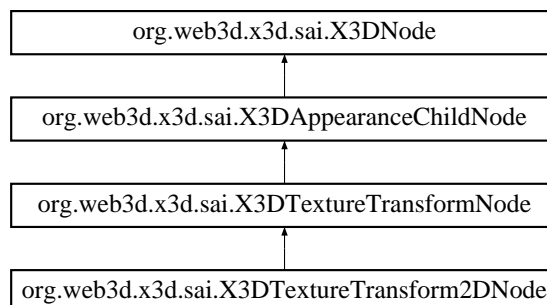 org.web3d.x3d.sai.X3DNode
org.web3d.x3d.sai.X3DAppearanceChildNode
org.web3d.x3d.sai.X3DTextureTransformNode
org.web3d.x3d.sai.X3DTextureTransform2DNode